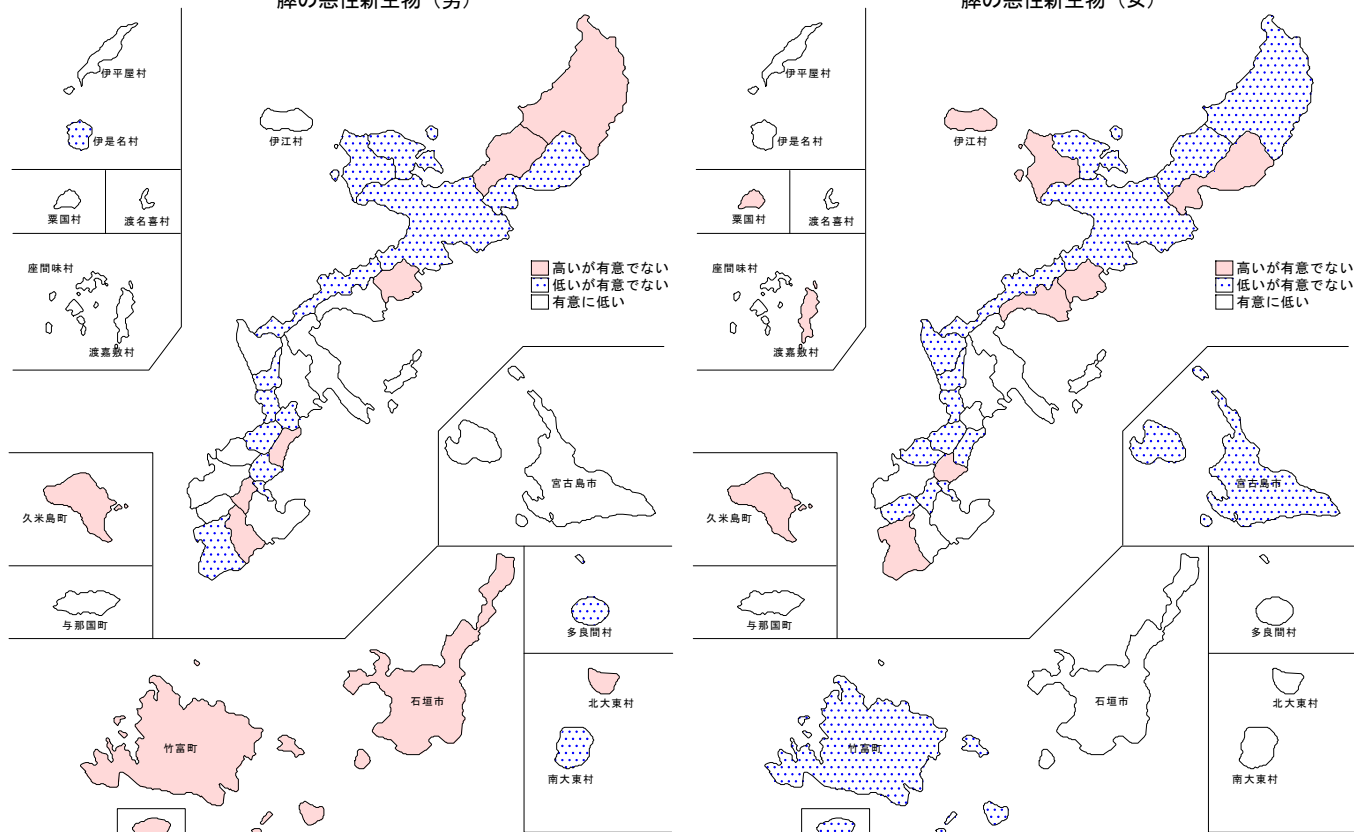 膵の悪性新生物（男）
伊平屋村
伊是名村
伊江村
粟国村
渡名喜村
座間味村
渡嘉敷村
高いが有意でない
低いが有意でない
有意に低い
久米島町
宮古島市
与那国町
多良間村
石垣市
北大東村
竹富町
南大東村
膵の悪性新生物（女）
伊平屋村
伊是名村
伊江村
粟国村
渡名喜村
座間味村
渡嘉敷村
高いが有意でない
低いが有意でない
有意に低い
久米島町
宮古島市
与那国町
多良間村
石垣市
北大東村
竹富町
南大東村